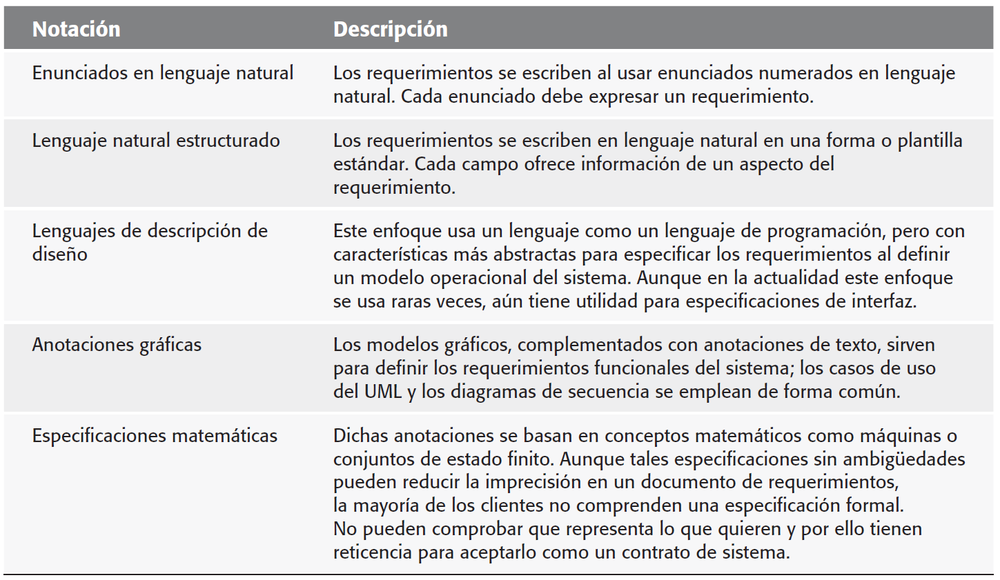 Notación Descripción
Enunciados en lenguaje natural Los requerimientos se escriben al usar enunciados numerados en lenguaje
natural. Cada enunciado debe expresar un requerimiento.
Lenguaje natural estructurado Los requerimientos se escriben en lenguaje natural en una forma o plantilla
estándar. Cada campo ofrece información de un aspecto del
requerimiento.
Lenguajes de descripción de Este enfoque usa un lenguaje como un lenguaje de programación, pero con
diseño características más abstractas para especificar los requerimientos al definir
un modelo operacional del sistema. Aunque en la actualidad este enfoque
se usa raras veces, aún tiene utilidad para especificaciones de interfaz.
Anotaciones gráficas Los modelos gráficos, complementados con anotaciones de texto, sirven
para definir los requerimientos funcionales del sistema; los casos de uso
del UML y los diagramas de secuencia se emplean de forma común.
Especificaciones matemáticas Dichas anotaciones se basan en conceptos matemáticos como máquinas o
conjuntos de estado finito. Aunque tales especificaciones sin ambigüedades
pueden reducir la imprecisión en un documento de requerimientos,
la mayoría de los clientes no comprenden una especificación formal.
No pueden comprobar que representa lo que quieren y por ello tienen
reticencia para aceptarlo como un contrato de sistema.